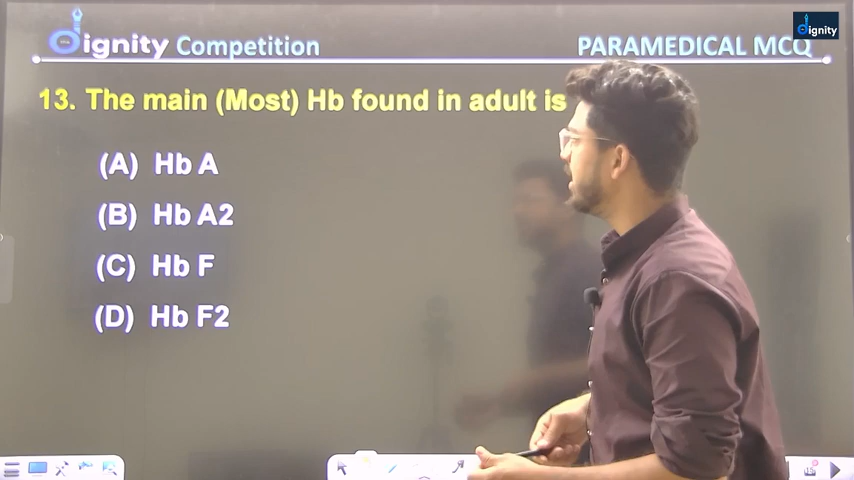 dignity Competition
PARAMEDICAL MCQ
dignity
13. The main (Most) Hb found in adult is
(A) Hb A
(B) Hb A2
(C) Hb F
(D) Hb F2